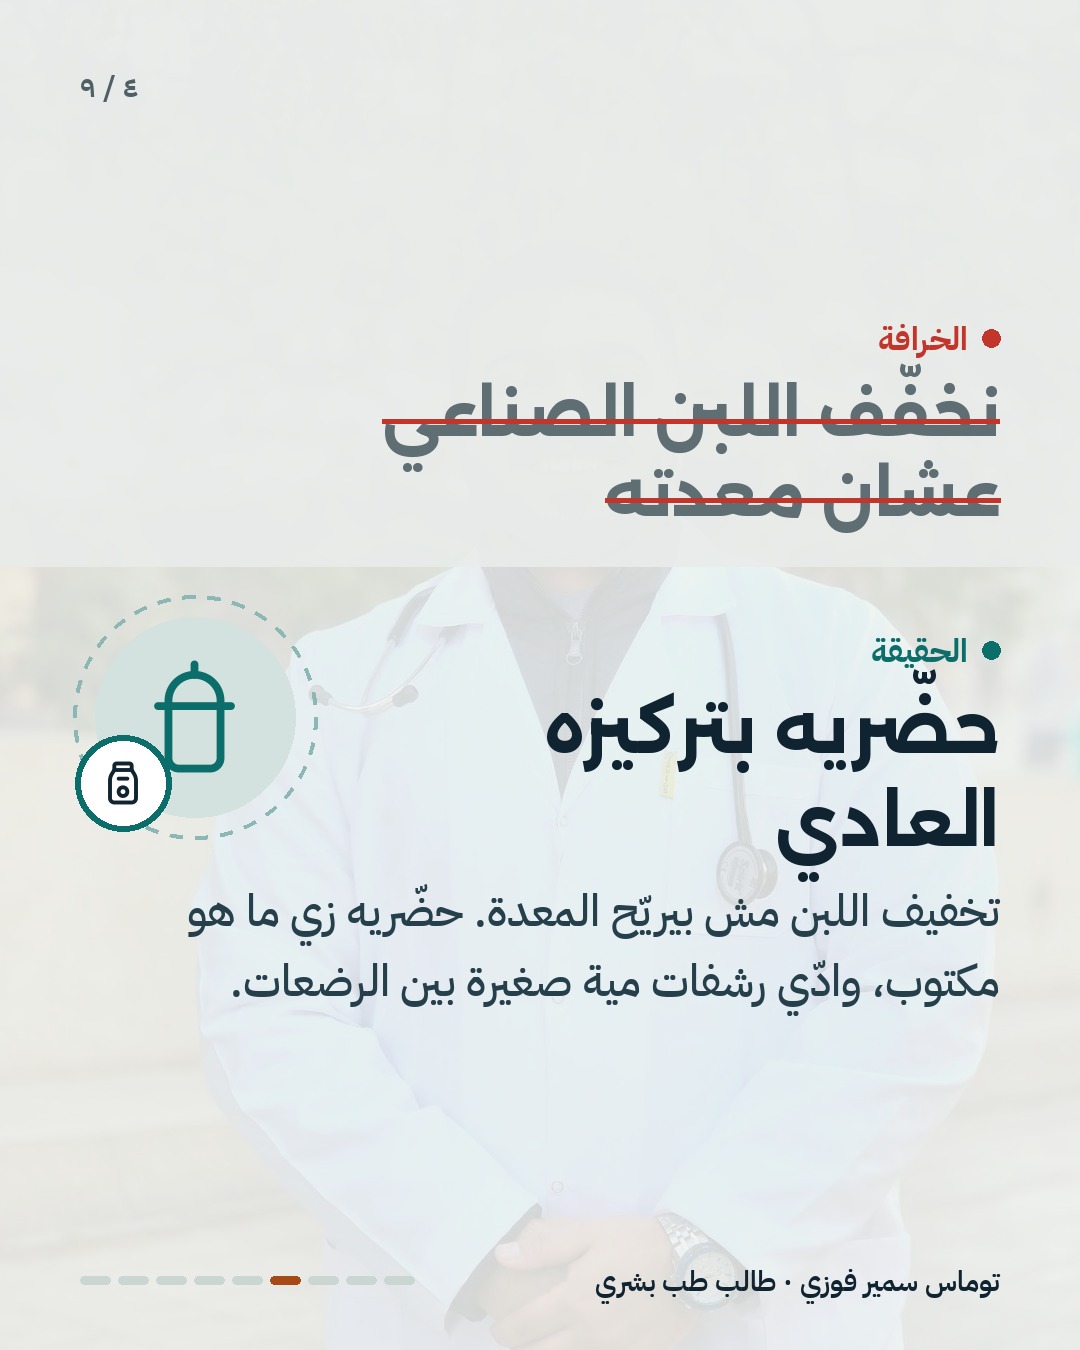 ٤ / ٩
الخرافة
نخفّف اللبن الصناعي
عشان معدته
الحقيقة
حضّريه بتركيزه
العادي
تخفيف اللبن مش بيريّح المعدة. حضّريه زي ما هو
مكتوب، وادّي رشفات مية صغيرة بين الرضعات.
توماس سمير فوزي · طالب طب بشري